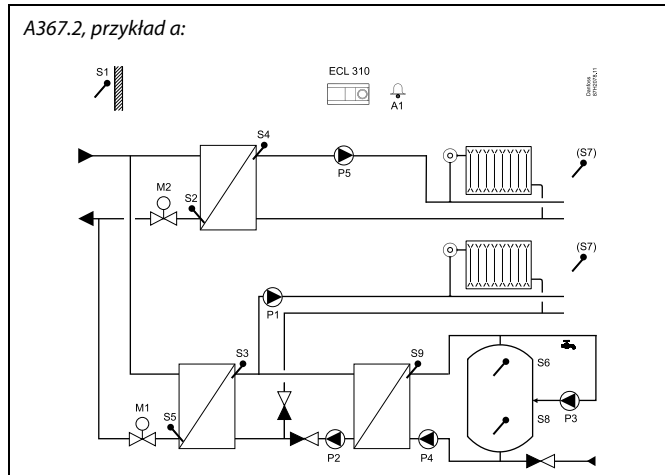 A367.2, przykład a:
S1
ECL 310
A1
Danfoss
87H2078.11
S4
P5
(S7)
M2
S2
(S7)
P1
S3
S9
S6
M1
S5
S8
P3
P2
P4